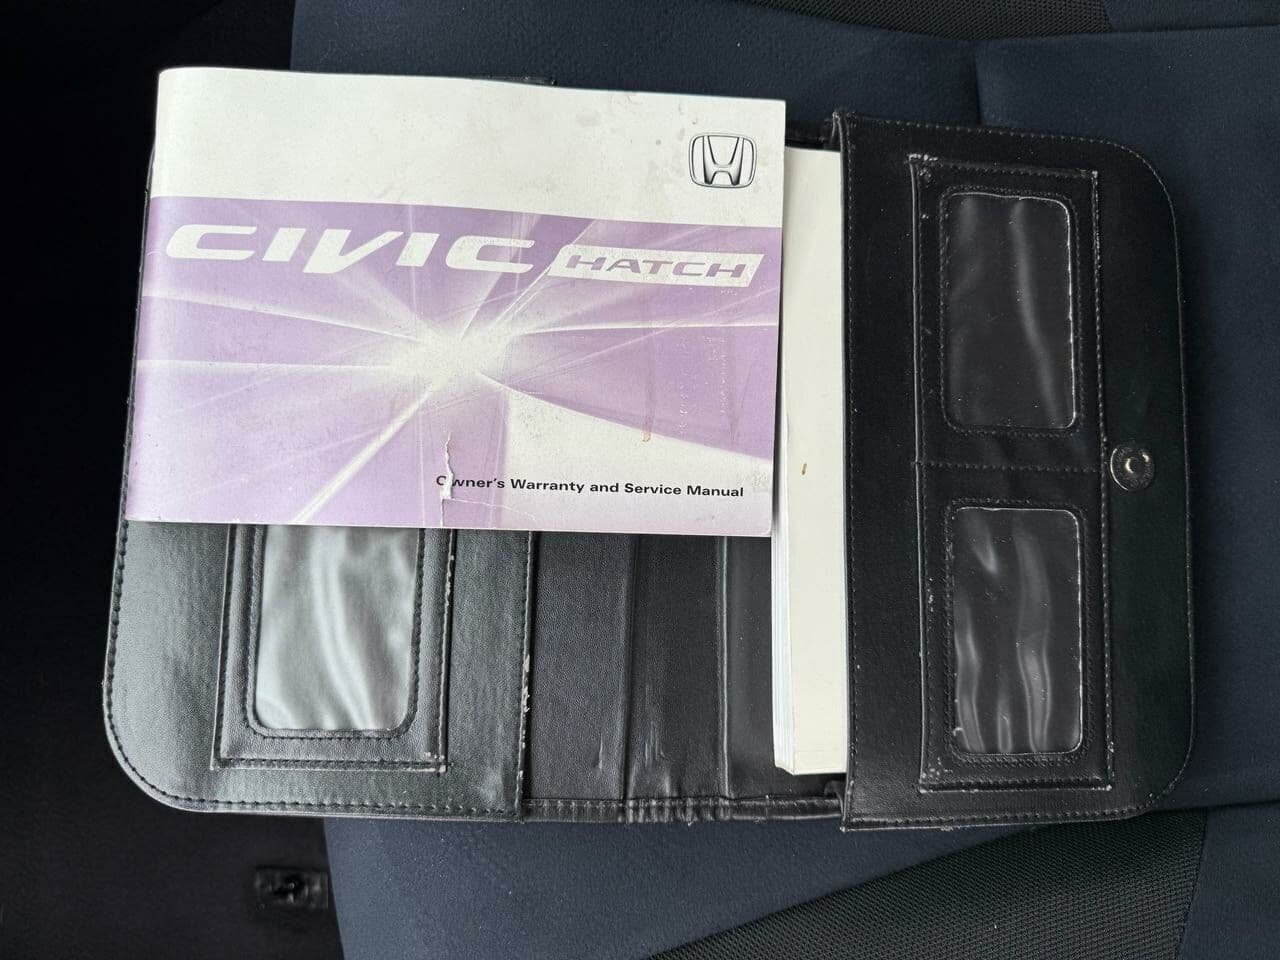 CIVIC HATCH
Owner's Warranty and Service Manual